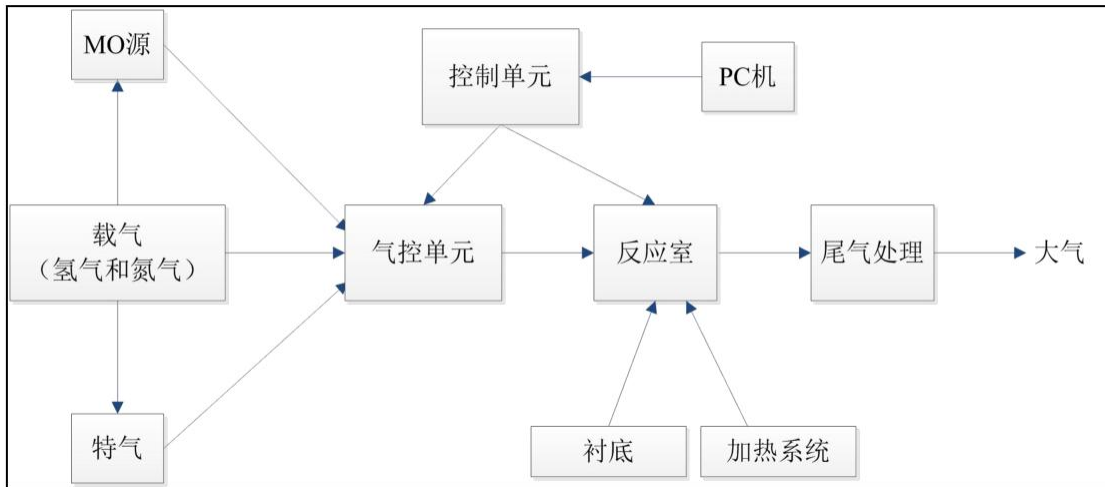 MO源
控制单元
PC机
载气
（氢气和氮气）
气控单元
反应室
尾气处理
大气
特气
衬底
加热系统